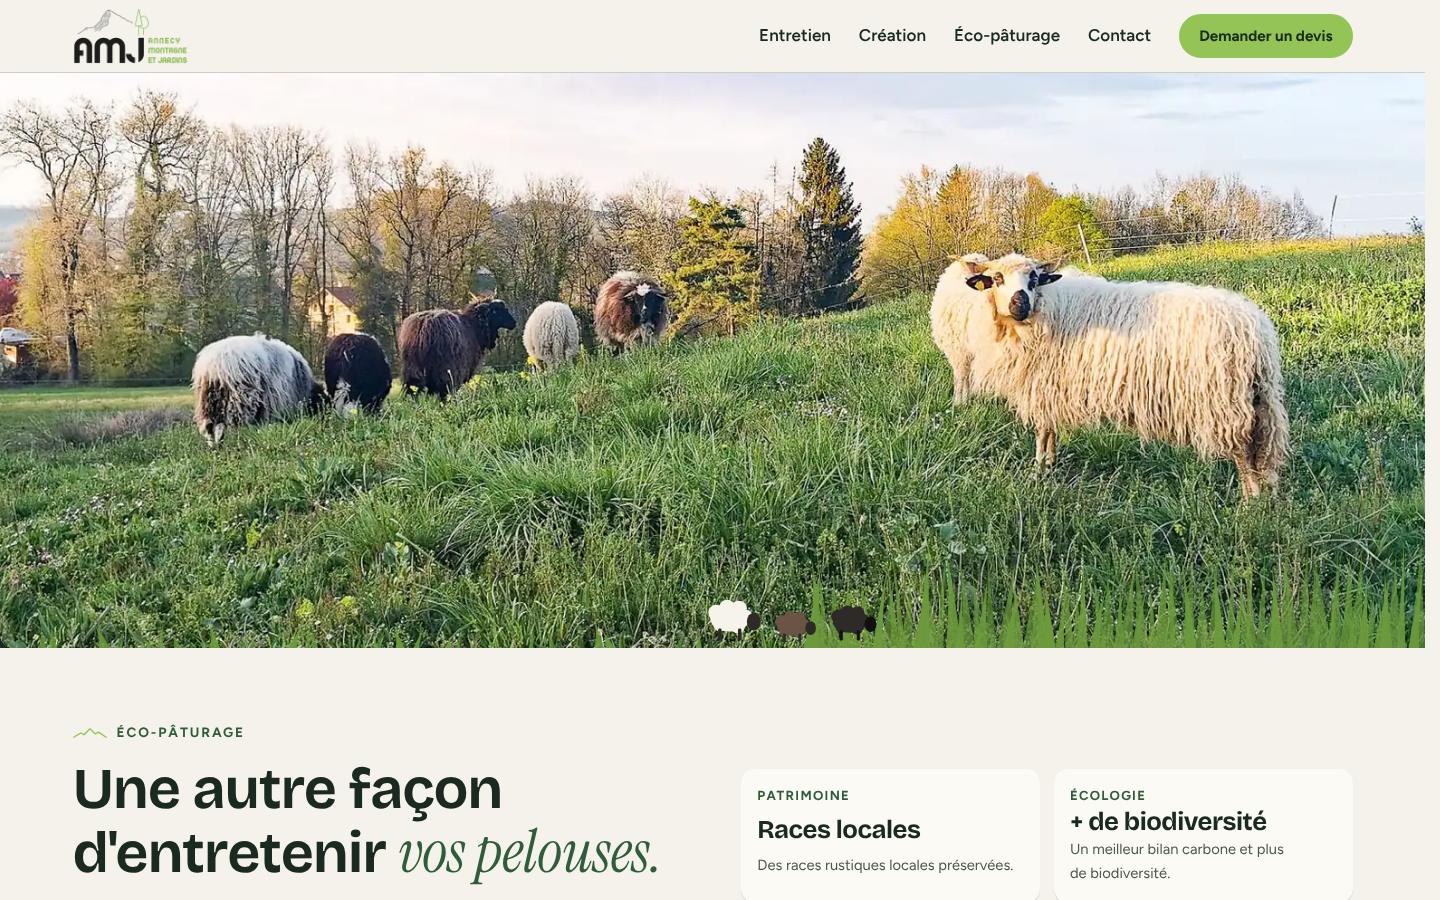 AMJ ANNECY
MONTAGNE
ET JARDINS
Entretien Création Éco-pâturage Contact Demander un devis
ÉCO-PÂTURAGE
Une autre façon
d'entretenir vos pelouses.
PATRIMOINE
Races locales
Des races rustiques locales préservées.
ÉCOLOGIE
+ de biodiversité
Un meilleur bilan carbone et plus
de biodiversité.